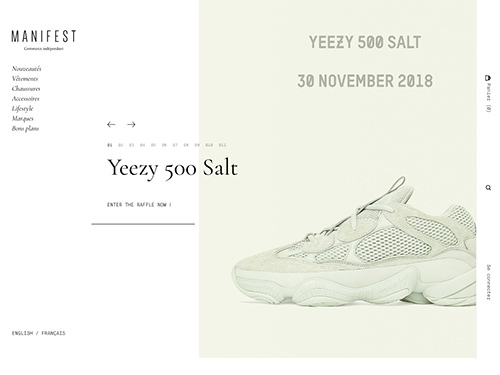 MANIFEST
Commerce indépendant
Nouveautés
Vêtements
Chaussures
Accessoires
Lifestyle
Marques
Bons plans
01 02 03 04 05 06 07 08 09 010 011
Yeezy 500 Salt
ENTER THE RAFFLE NOW !
ENGLISH / FRANÇAIS
YEEZY 500 SALT
30 NOVEMBER 2018
Panier (0)
Se connecter